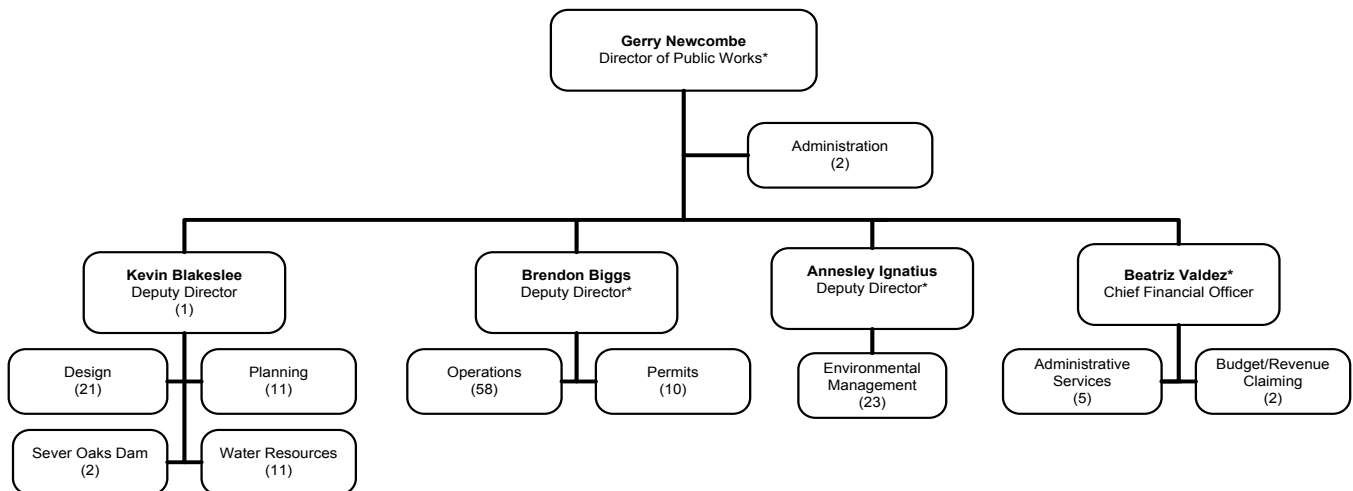 Gerry Newcombe
Director of Public Works*
Administration
(2)
Kevin Blakeslee
Deputy Director
(1)
Brendon Biggs
Deputy Director*
Annesley Ignatius
Deputy Director*
Beatriz Valdez*
Chief Financial Officer
Design
(21)
Planning
(11)
Operations
(58)
Permits
(10)
Environmental
Management
(23)
Administrative
Services
(5)
Budget/Revenue
Claiming
(2)
Sever Oaks Dam
(2)
Water Resources
(11)